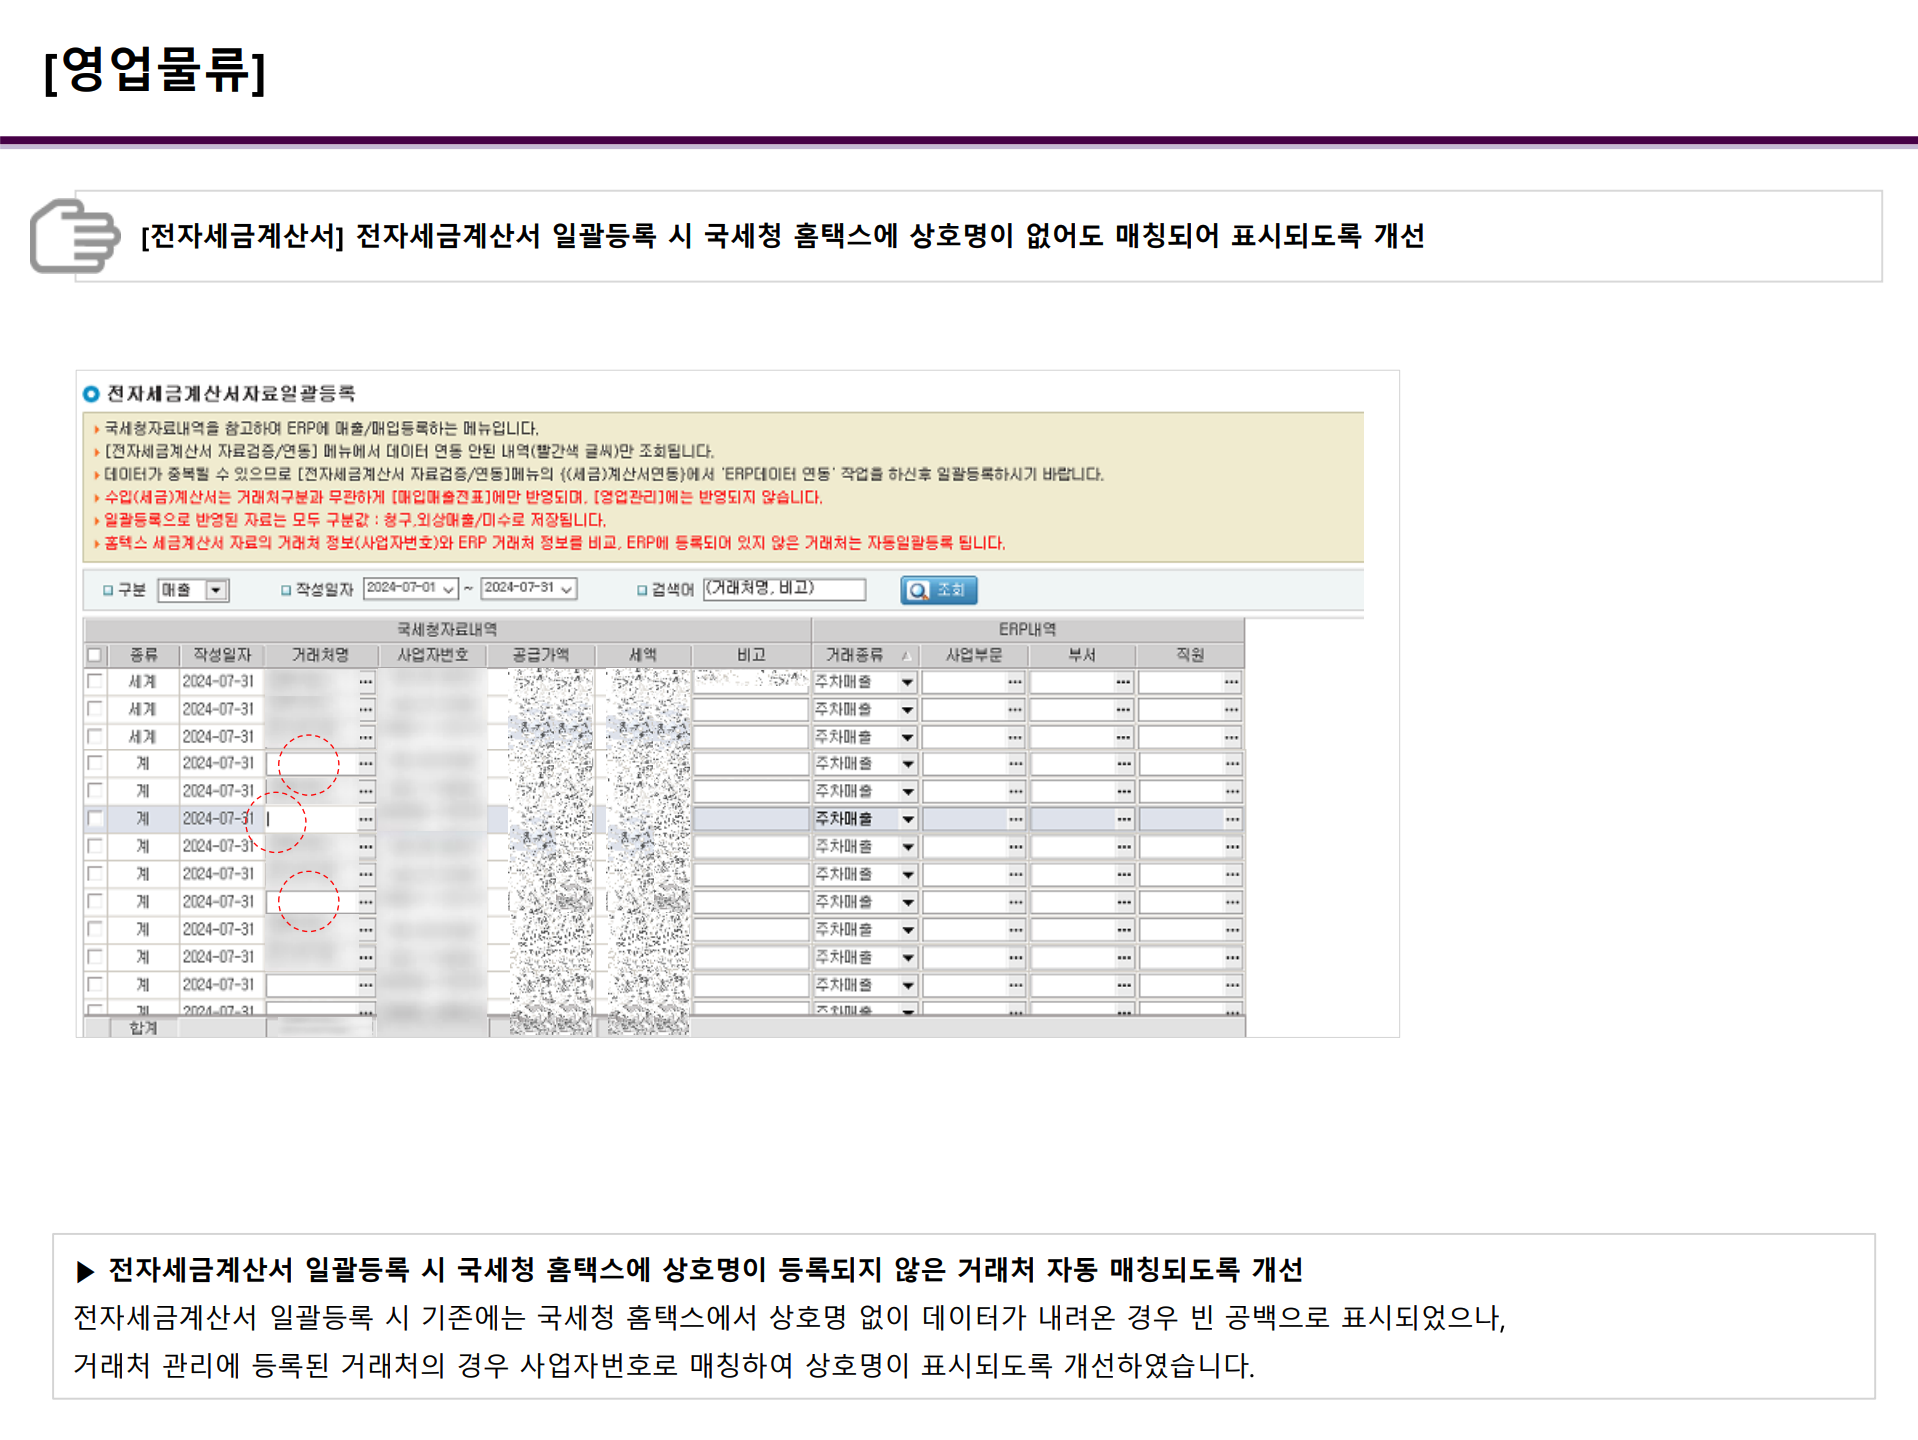 [영업물류]
[전자세금계산서] 전자세금계산서 일괄등록 시 국세청 홈택스에 상호명이 없어도 매칭되어 표시되도록 개선
전자세금계산서자료일괄등록
국세청자료내역을 참고하여 ERP에 매출/매입등록하는 메뉴입니다.
[전자세금계산서 자료검증/연동] 메뉴에서 데이터 연동 안된 내역(빨간색 글씨)만 조회됩니다.
데이터가 중복될 수 있으므로 [전자세금계산서 자료검증/연동]메뉴의 {(세금)계산서연동}에서 'ERP데이터 연동' 작업을 하신후 일괄등록하시기 바랍니다.
수입(세금)계산서는 거래처구분과 무관하게 [매입매출전표]에만 반영되며, [영업관리]에는 반영되지 않습니다.
일괄등록으로 반영된 자료는 모두 구분값 : 청구,외상매출/미수로 저장됩니다.
홈텍스 세금계산서 자료의 거래처 정보(사업자번호)와 ERP 거래처 정보를 비교, ERP에 등록되어 있지 않은 거래처는 자동일괄등록 됩니다.
구분 매출 작성일자 2024-07-01 ~ 2024-07-31 검색어 (거래처명, 비고) 조회
국세청자료내역 ERP내역
종류 작성일자 거래처명 사업자번호 공급가액 세액 비고 거래종류 △ 사업부문 부서 직원
세계 2024-07-31 ... 주차매출 ... ... ...
세계 2024-07-31 ... 주차매출 ... ... ...
세계 2024-07-31 ... 주차매출 ... ... ...
계 2024-07-31 ... 주차매출 ... ... ...
계 2024-07-31 ... 주차매출 ... ... ...
계 2024-07-31 ... 주차매출 ... ... ...
계 2024-07-31 ... 주차매출 ... ... ...
계 2024-07-31 ... 주차매출 ... ... ...
계 2024-07-31 ... 주차매출 ... ... ...
계 2024-07-31 ... 주차매출 ... ... ...
계 2024-07-31 ... 주차매출 ... ... ...
계 2024-07-31 ... 주차매출 ... ... ...
계 2024-07-31 ... 주차매출 ... ... ...
합계
▶ 전자세금계산서 일괄등록 시 국세청 홈택스에 상호명이 등록되지 않은 거래처 자동 매칭되도록 개선
전자세금계산서 일괄등록 시 기존에는 국세청 홈택스에서 상호명 없이 데이터가 내려온 경우 빈 공백으로 표시되었으나,
거래처 관리에 등록된 거래처의 경우 사업자번호로 매칭하여 상호명이 표시되도록 개선하였습니다.